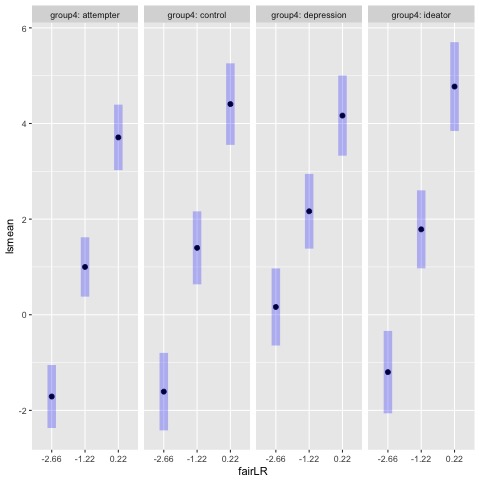 group4: attempter
group4: control
group4: depression
group4: ideator
6
4
2
0
-2
lsmean
-2.66 -1.22 0.22
-2.66 -1.22 0.22
-2.66 -1.22 0.22
-2.66 -1.22 0.22
fairLR